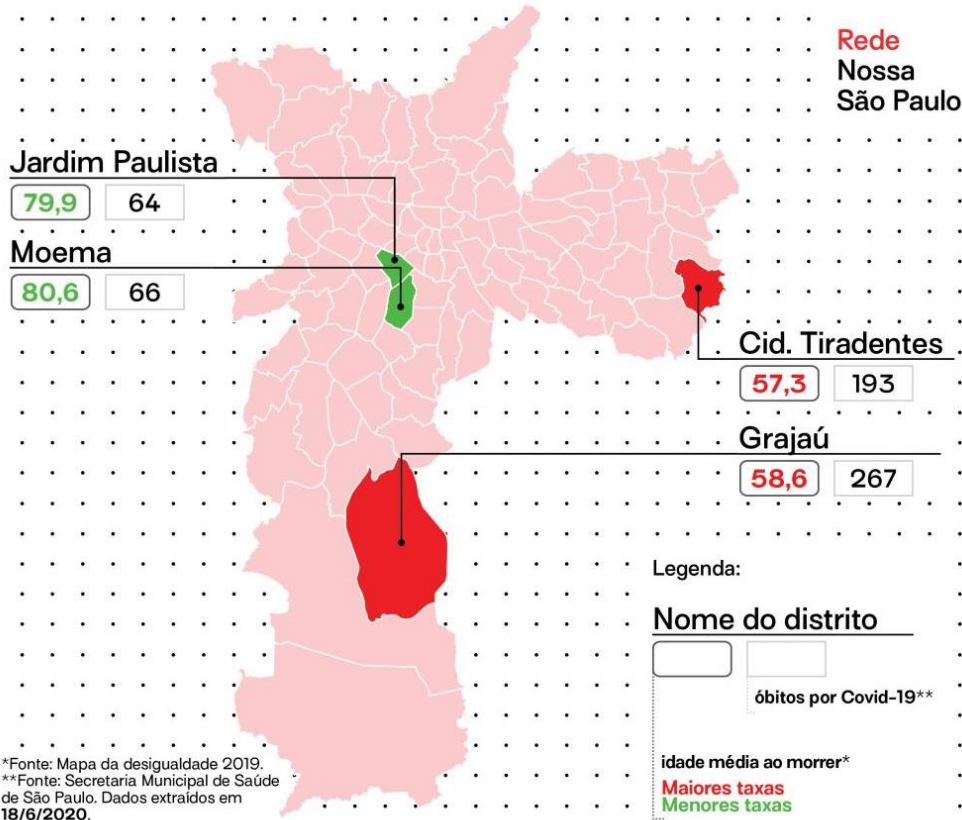 Rede
Nossa
São Paulo
Jardim Paulista
79,9 64
Moema
80,6 66
Cid. Tiradentes
57,3 193
Grajaú
58,6 267
Legenda:
Nome do distrito
óbitos por Covid-19**
idade média ao morrer*
Maiores taxas
Menores taxas
*Fonte: Mapa da desigualdade 2019.
**Fonte: Secretaria Municipal de Saúde
de São Paulo. Dados extraídos em
18/6/2020.